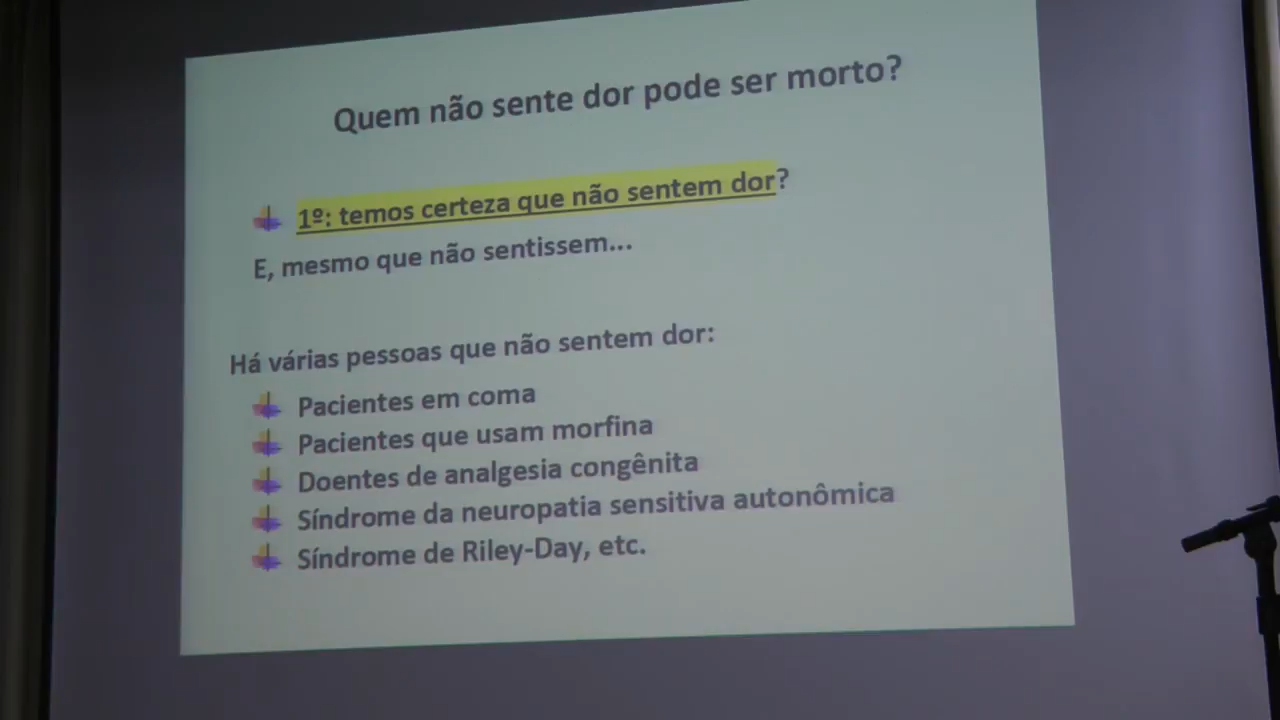 Quem não sente dor pode ser morto?
1º: temos certeza que não sentem dor?
E, mesmo que não sentissem...
Há várias pessoas que não sentem dor:
Pacientes em coma
Pacientes que usam morfina
Doentes de analgesia congênita
Síndrome da neuropatia sensitiva autonômica
Síndrome de Riley-Day, etc.